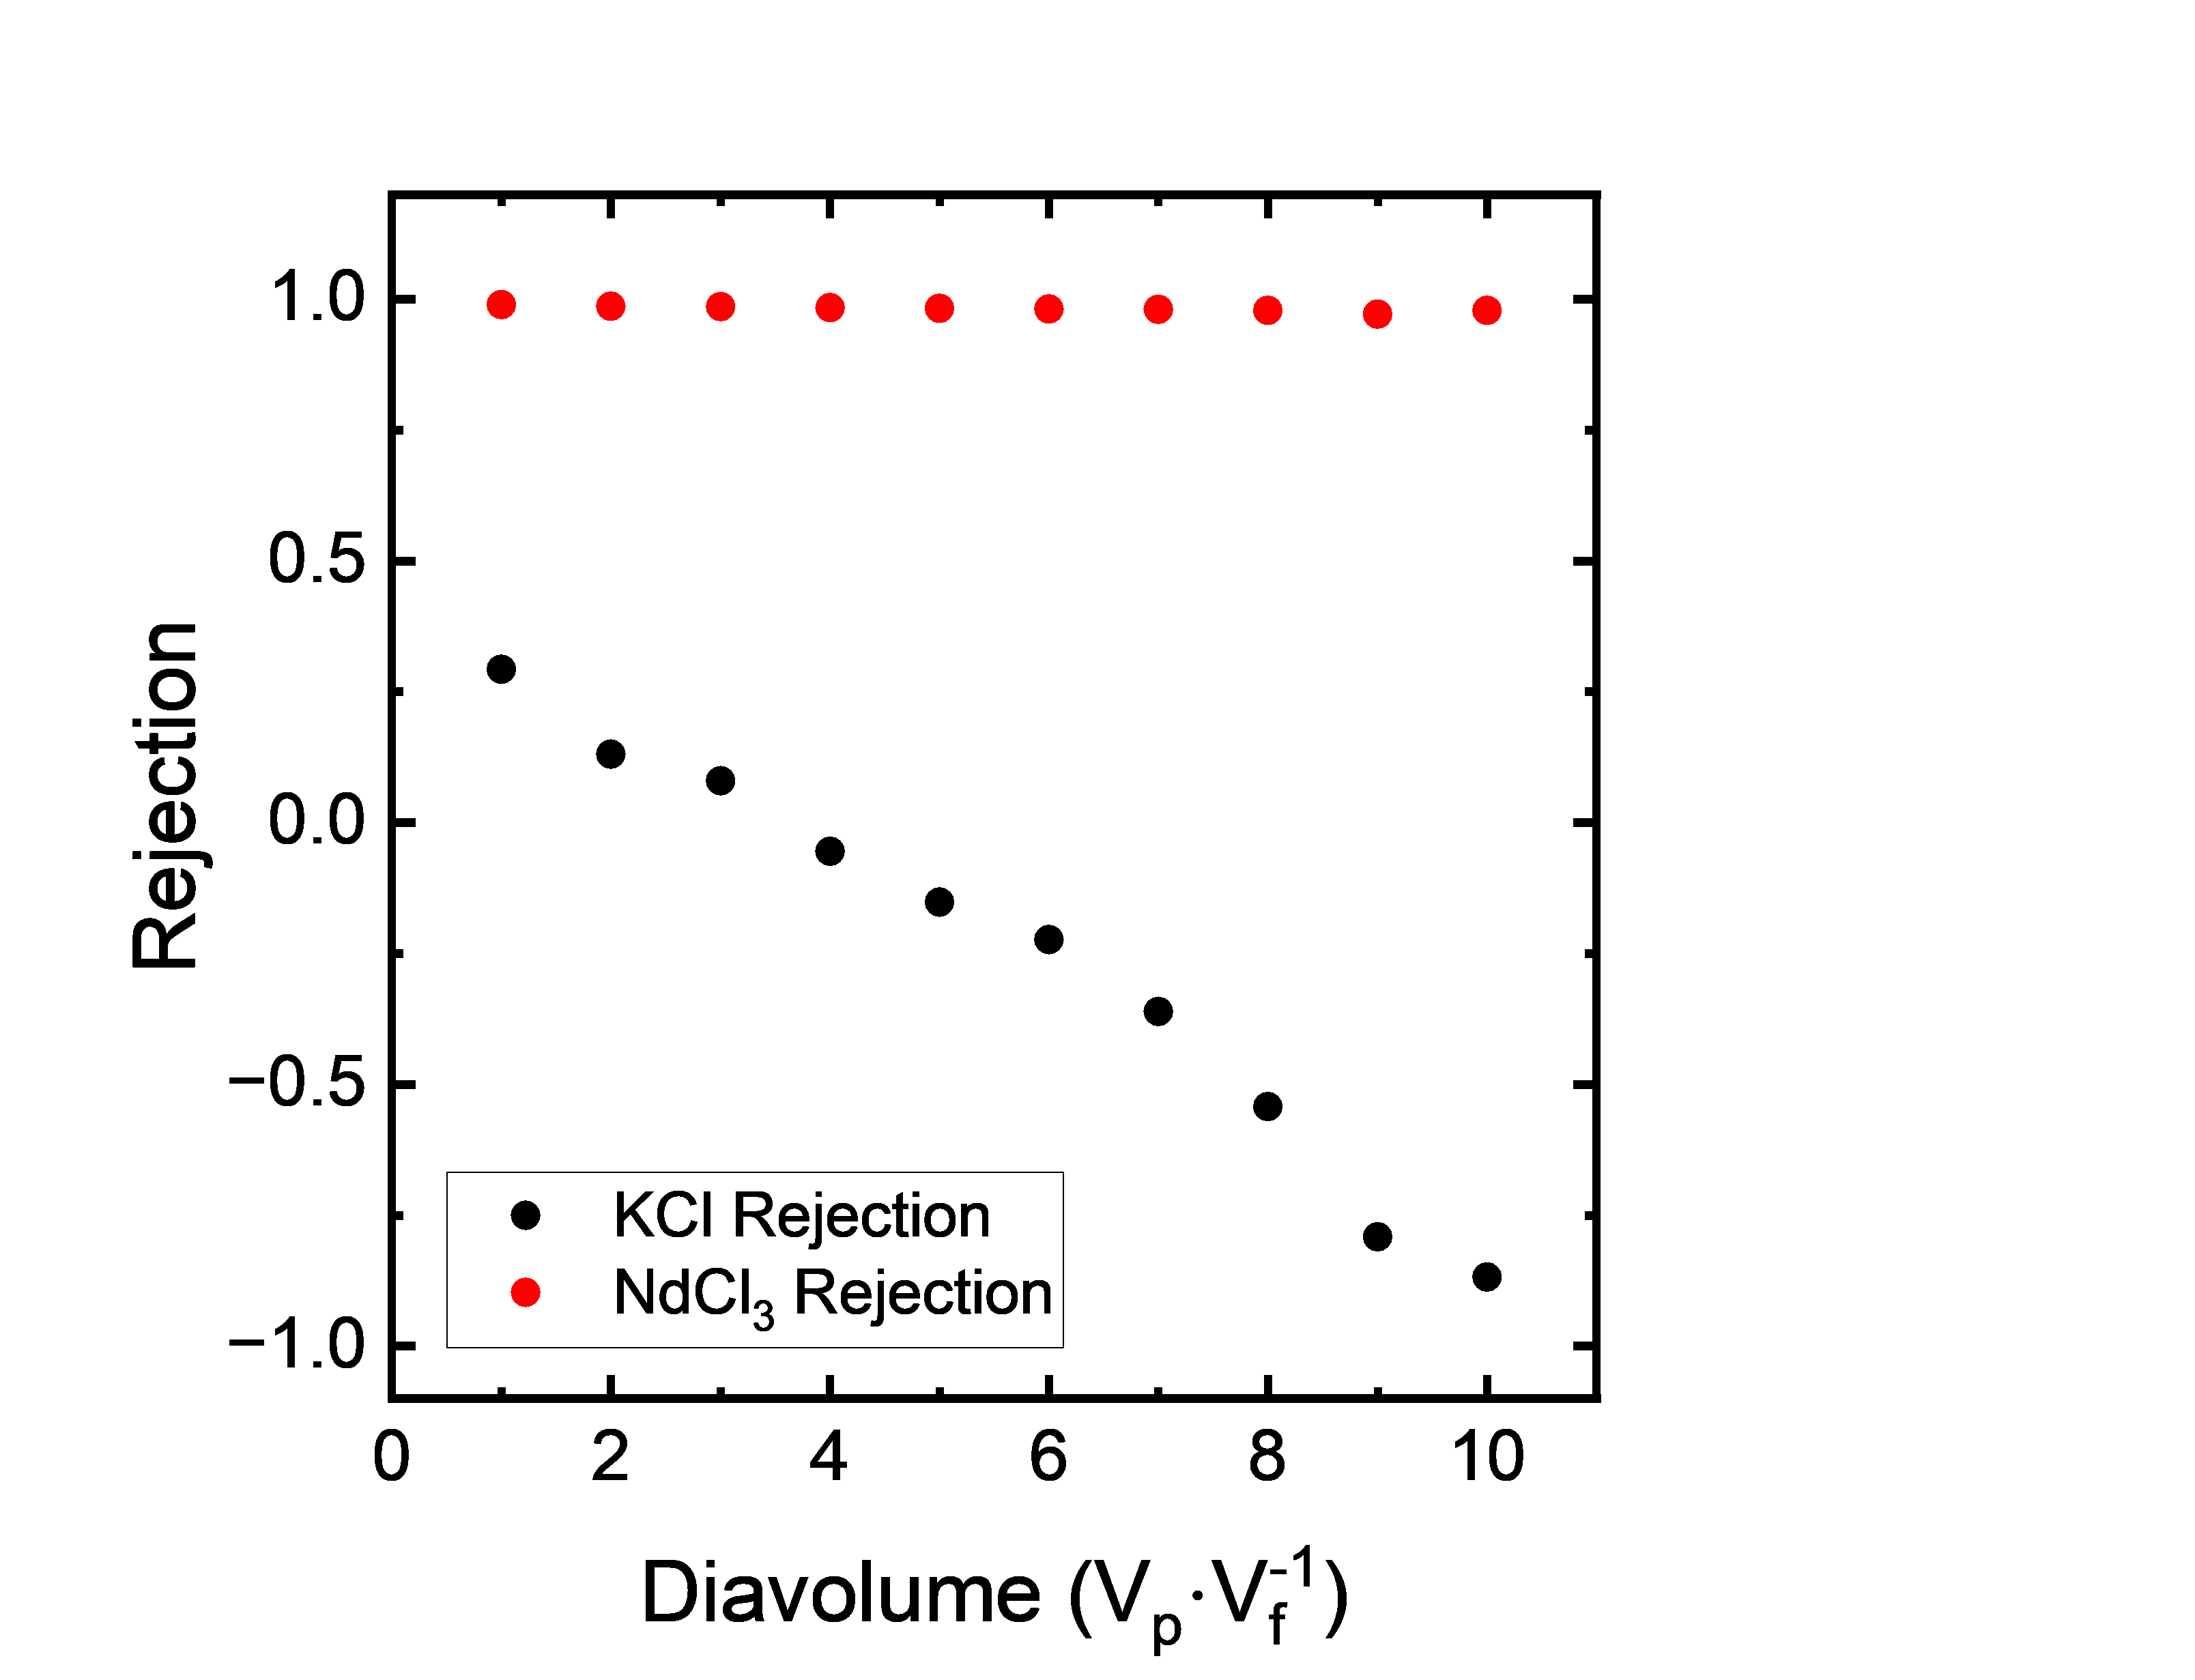 1.0
0.5
0.0
−0.5
−1.0
Rejection
KCl Rejection
NdCl₃ Rejection
0 2 4 6 8 10
Diavolume (Vₚ·V_f⁻¹)